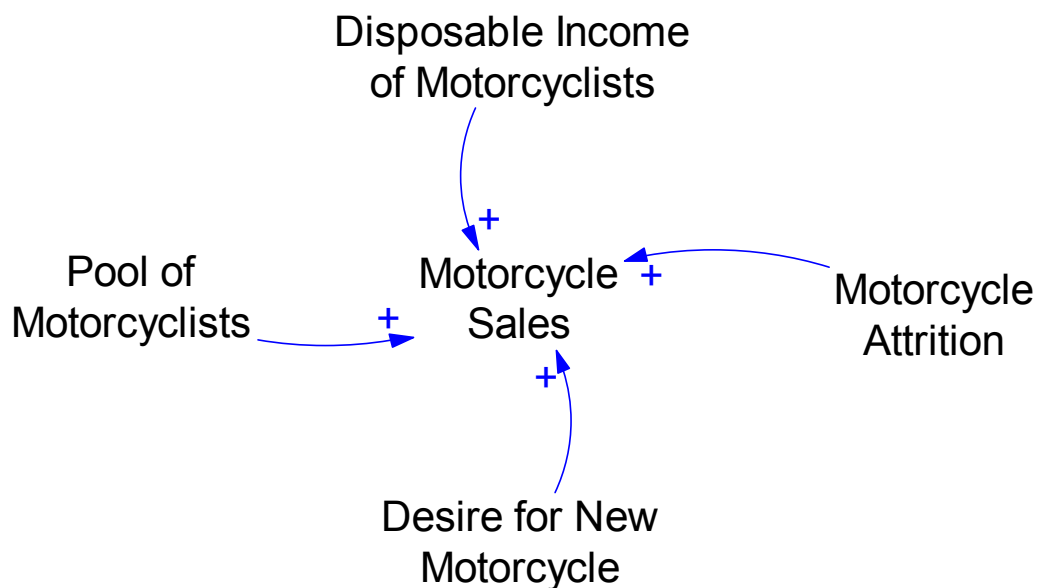 Disposable Income
of Motorcyclists
+
Pool of
Motorcyclists
+
Motorcycle
Sales
+
Motorcycle
Attrition
+
Desire for New
Motorcycle